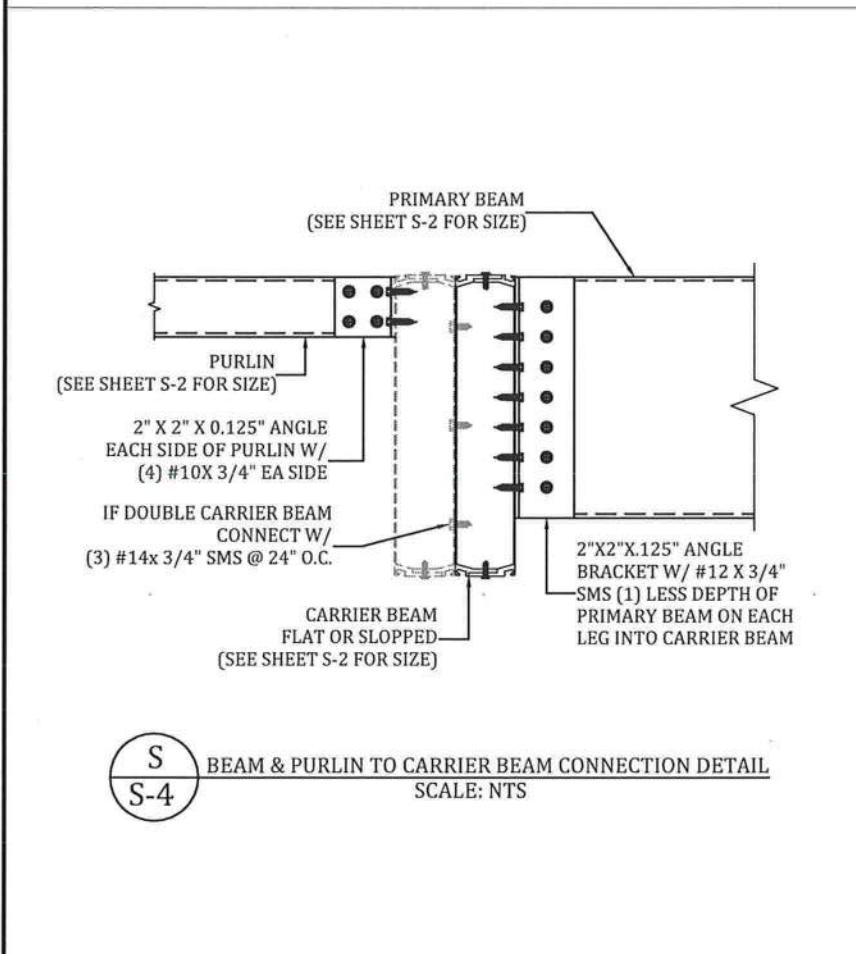 PRIMARY BEAM
(SEE SHEET S-2 FOR SIZE)
PURLIN
(SEE SHEET S-2 FOR SIZE)
2" X 2" X 0.125" ANGLE
EACH SIDE OF PURLIN W/
(4) #10X 3/4" EA SIDE
IF DOUBLE CARRIER BEAM
CONNECT W/
(3) #14x 3/4" SMS @ 24" O.C.
CARRIER BEAM
FLAT OR SLOPPED
(SEE SHEET S-2 FOR SIZE)
2"X2"X.125" ANGLE
BRACKET W/ #12 X 3/4"
SMS (1) LESS DEPTH OF
PRIMARY BEAM ON EACH
LEG INTO CARRIER BEAM
S
S-4
BEAM & PURLIN TO CARRIER BEAM CONNECTION DETAIL
SCALE: NTS